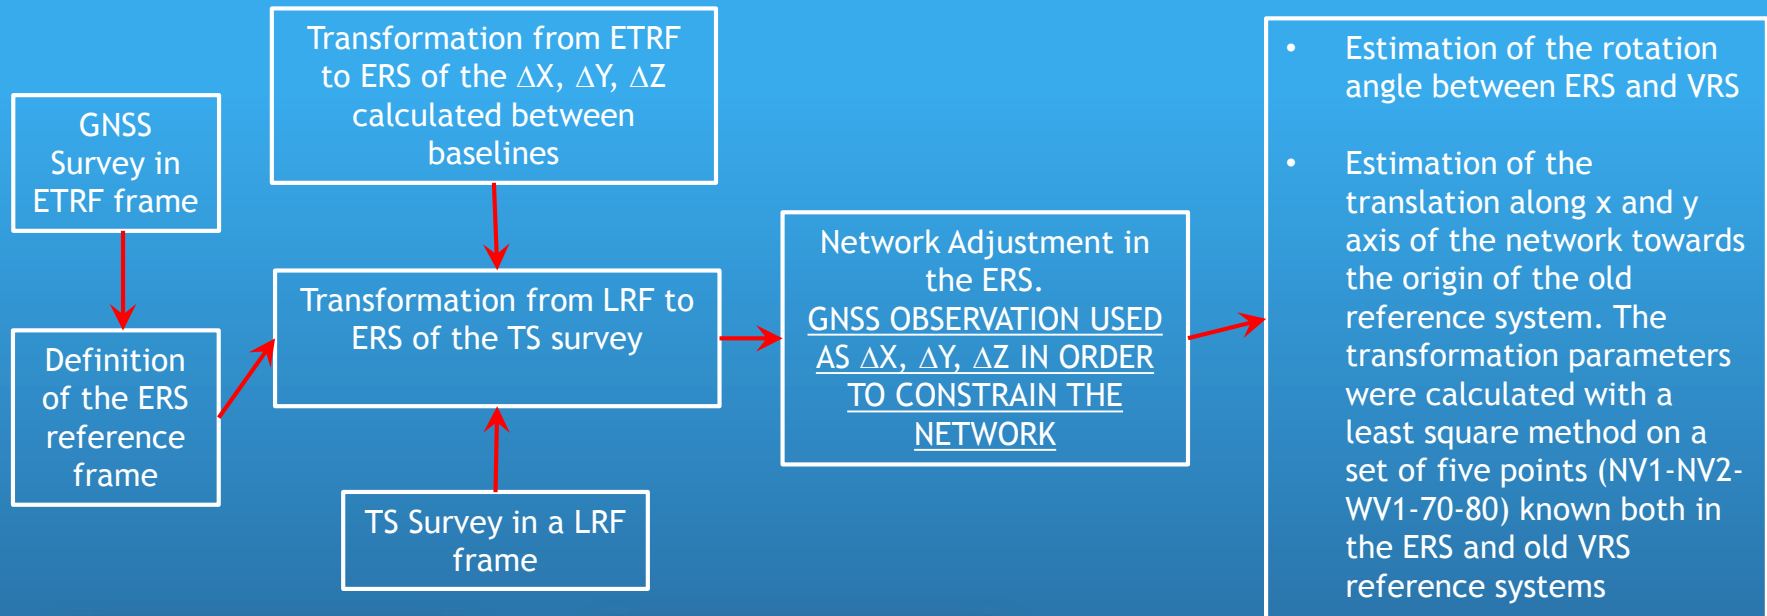 GNSS
Survey in
ETRF frame
Definition
of the ERS
reference
frame
Transformation from ETRF
to ERS of the ΔX, ΔY, ΔZ
calculated between
baselines
Transformation from LRF to
ERS of the TS survey
TS Survey in a LRF
frame
Network Adjustment in
the ERS.
GNSS OBSERVATION USED
AS ΔX, ΔY, ΔZ IN ORDER
TO CONSTRAIN THE
NETWORK
• Estimation of the rotation
angle between ERS and VRS
• Estimation of the
translation along x and y
axis of the network towards
the origin of the old
reference system. The
transformation parameters
were calculated with a
least square method on a
set of five points (NV1-NV2-
WV1-70-80) known both in
the ERS and old VRS
reference systems